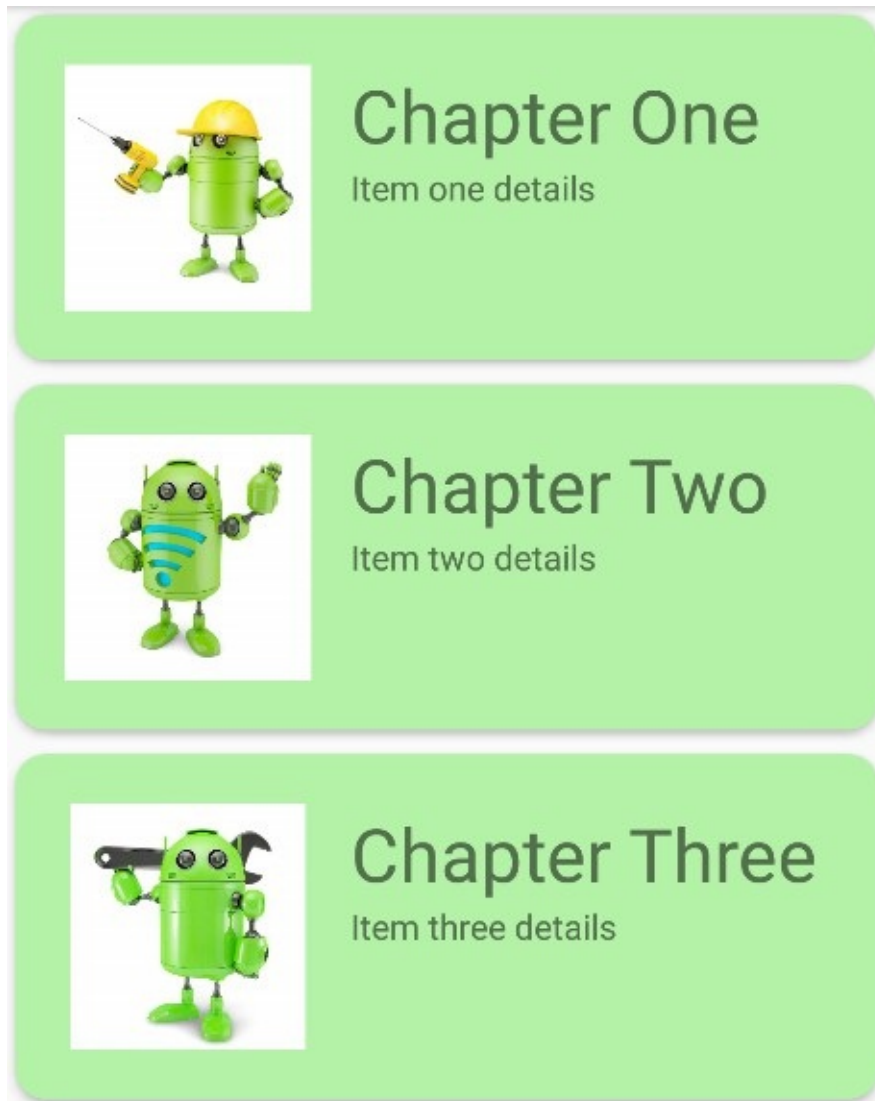 Chapter One
Item one details
Chapter Two
Item two details
Chapter Three
Item three details